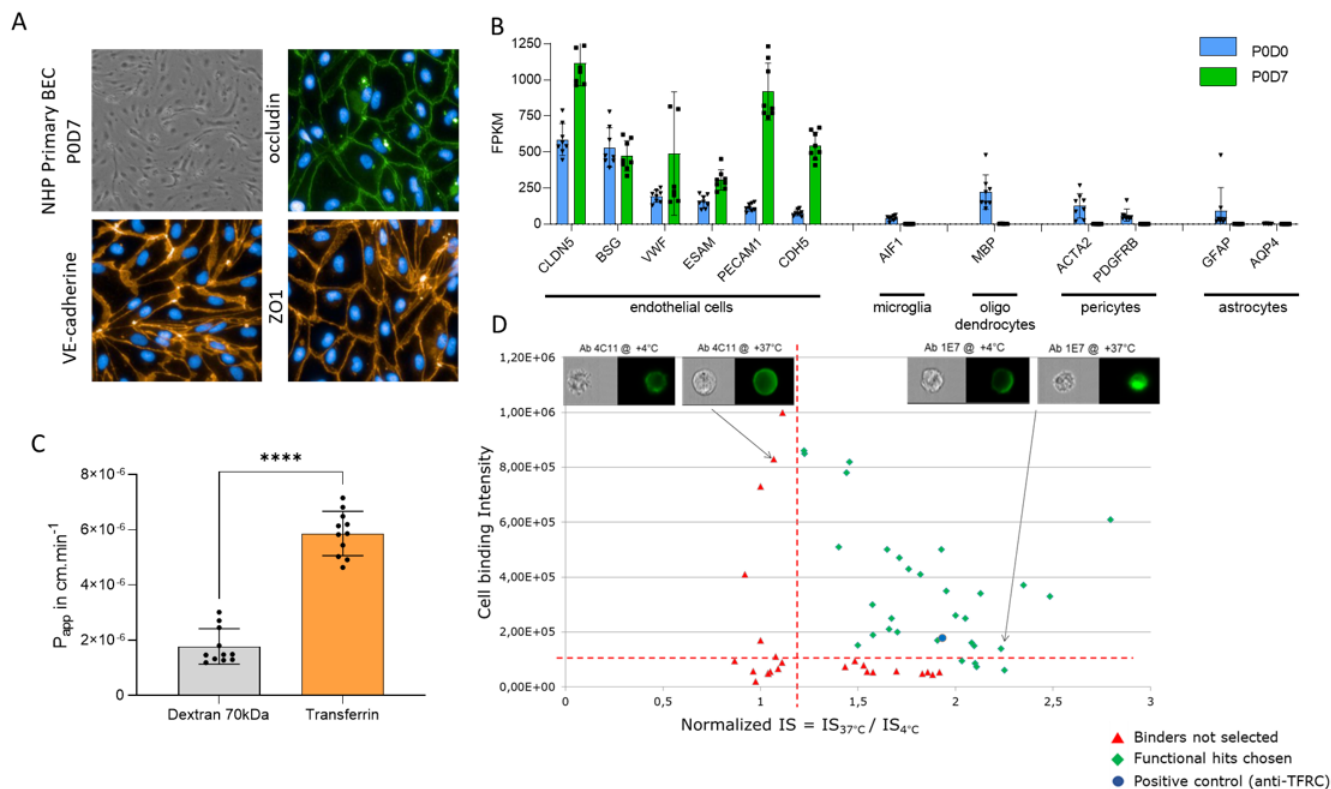 A
NHP Primary BEC
P0D7
occludin
VE-cadherine
ZO1
B
FPKM
1250
1000
750
500
250
0
P0D0
P0D7
CLDN5
BSG
VWF
ESAM
PECAM1
CDH5
AIF1
MBP
ACTA2
PDGFRB
GFAP
AQP4
endothelial cells
microglia
oligo
dendrocytes
pericytes
astrocytes
C
P_app in cm.min⁻¹
8×10⁻⁶
6×10⁻⁶
4×10⁻⁶
2×10⁻⁶
0
****
Dextran 70kDa
Transferrin
D
Ab 4C11 @ +4°C
Ab 4C11 @ +37°C
Ab 1E7 @ +4°C
Ab 1E7 @ +37°C
Cell binding Intensity
1,20E+06
1,00E+06
8,00E+05
6,00E+05
4,00E+05
2,00E+05
0,00E+00
0
0,5
1
1,5
2
2,5
3
Normalized IS = IS₃₇°C / IS₄°C
Binders not selected
Functional hits chosen
Positive control (anti-TFRC)